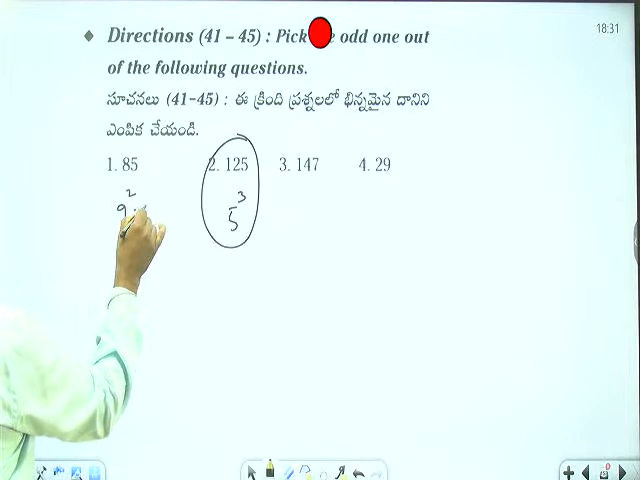 18:31
◆ Directions (41 – 45) : Pick odd one out
of the following questions.
సూచనలు (41-45) : ఈ క్రింది ప్రశ్నలలో భిన్నమైన దానిని
ఎంపిక చేయండి.
1. 85 2. 125 3. 147 4. 29
9² 5³